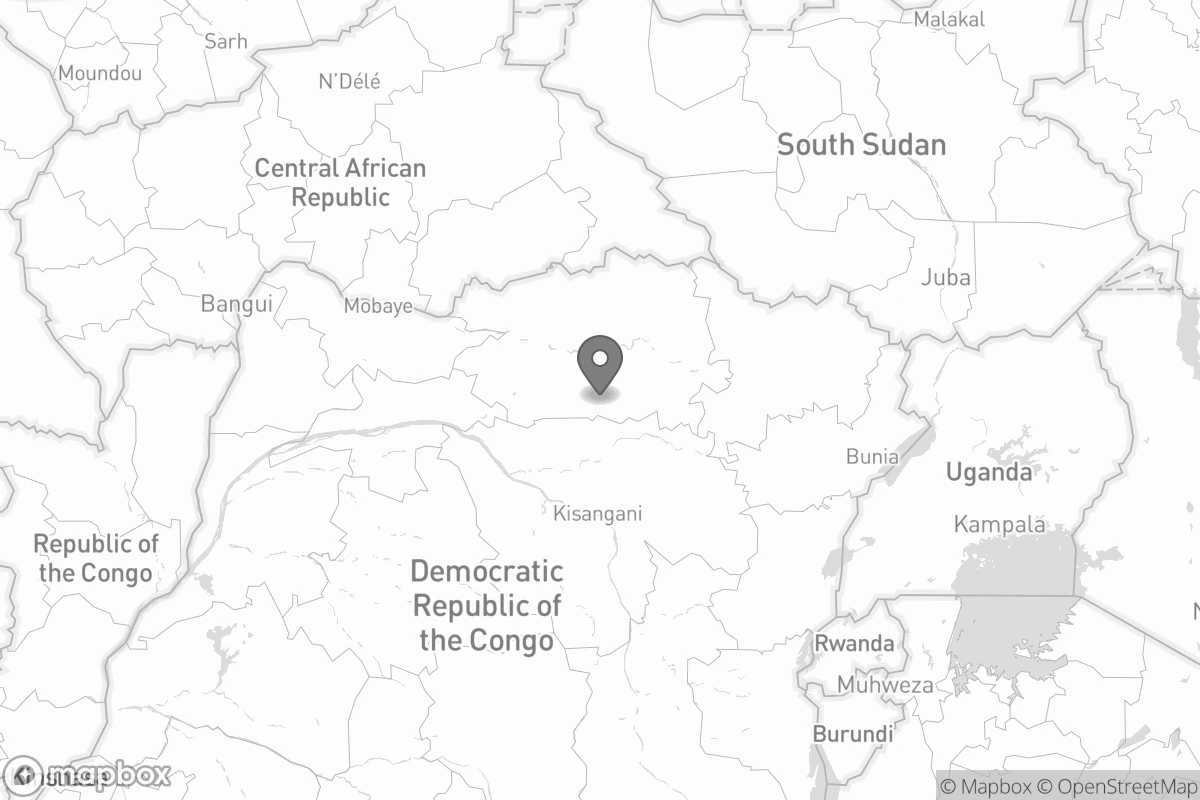 Malakal
Sarh
Moundou
N'Délé
South Sudan
Central African
Republic
Juba
Bangui
Mobaye
Bunia
Uganda
Kisangani
Kampala
Republic of
the Congo
Democratic
Republic of
the Congo
Rwanda
Muhweza
Burundi
mapbox
© Mapbox © OpenStreetMap